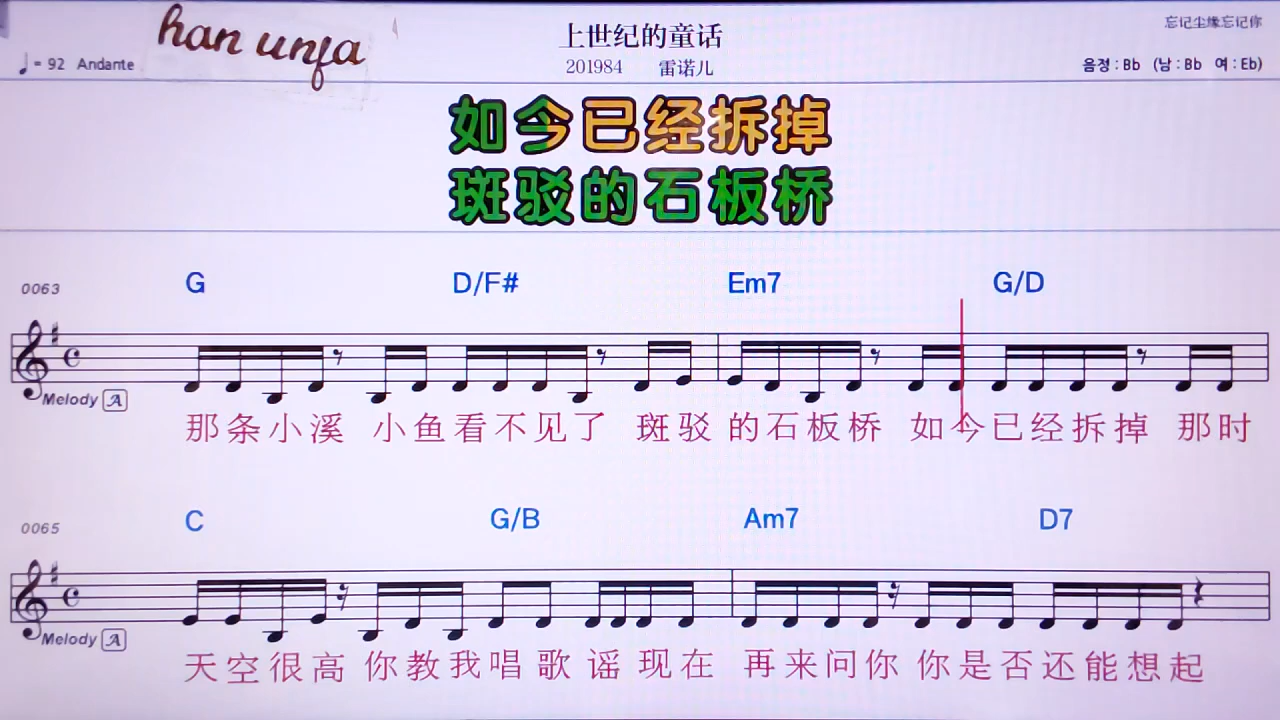 han unfa
上世纪的童话
忘记尘缘忘记你
♩= 92 Andante
201984 雷诺儿
음정 : Bb (남 : Bb 여 : Eb)
如今已经拆掉
斑驳的石板桥
0063 G D/F# Em7 G/D
Melody A
那条小溪 小鱼看不见了 斑驳的石板桥 如今已经拆掉 那时
0065 C G/B Am7 D7
Melody A
天空很高 你教我唱歌谣 现在 再来问你 你是否还能想起